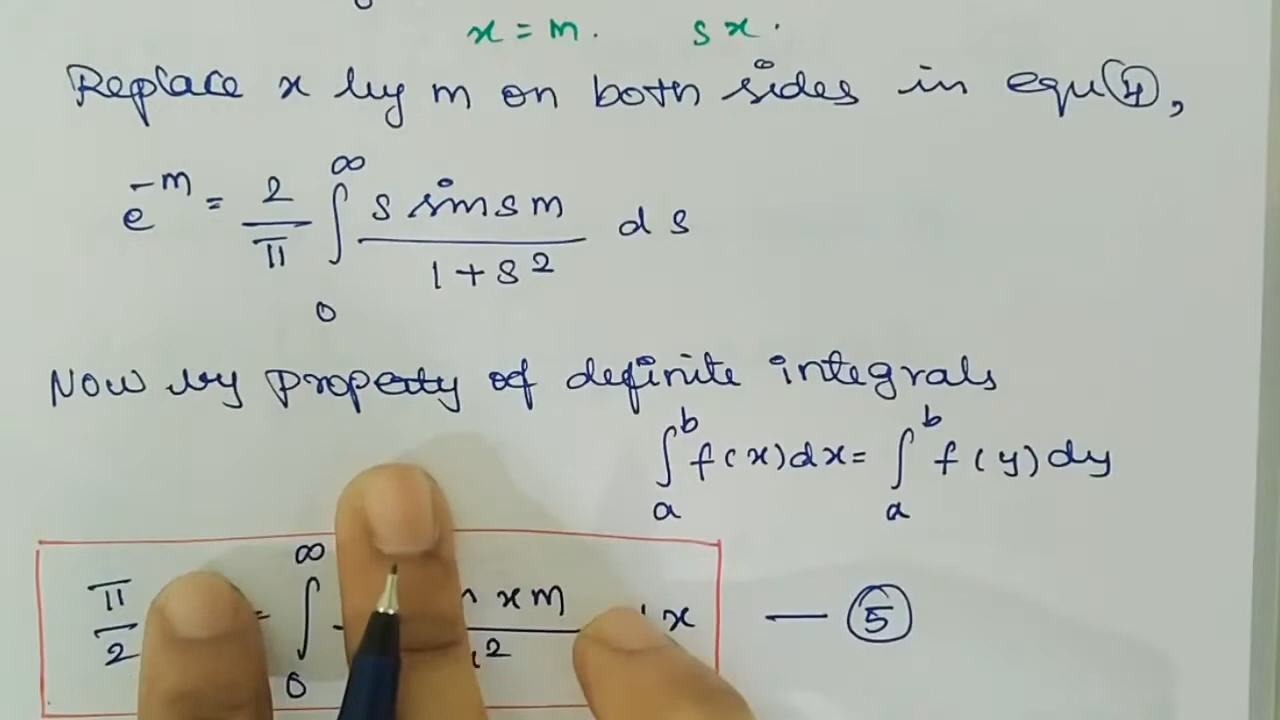 x = m. sx.
Replace x by m on both sides in equ(4),
e^{-m} = 2/π ∫_0^∞ s sin s m / 1+s^2 ds
Now by property of definite integrals
∫_a^b f(x)dx = ∫_a^b f(y)dy
π/2 = ∫_0^∞ x m / ^2 x — (5)